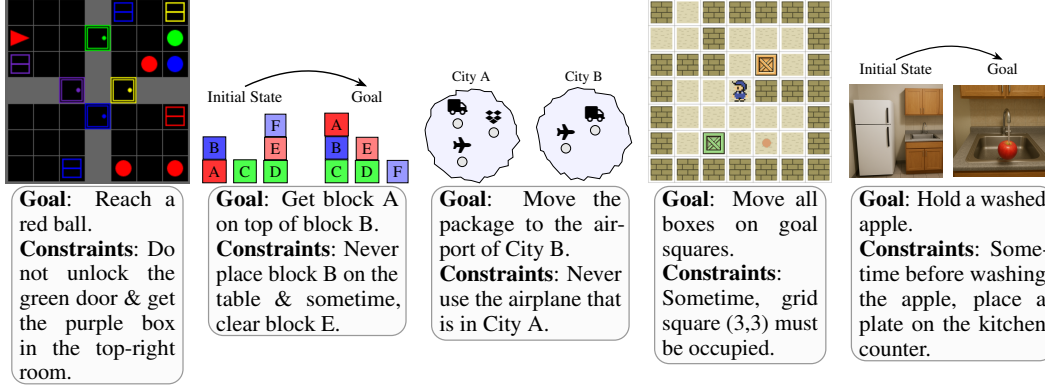 Initial State
Goal
B
A
C
F
E
D
A
B
C
E
D
F
City A
City B
Initial State
Goal
Goal: Reach a
red ball.
Constraints: Do
not unlock the
green door & get
the purple box
in the top-right
room.
Goal: Get block A
on top of block B.
Constraints: Never
place block B on the
table & sometime,
clear block E.
Goal: Move the
package to the air-
port of City B.
Constraints: Never
use the airplane that
is in City A.
Goal: Move all
boxes on goal
squares.
Constraints:
Sometime, grid
square (3,3) must
be occupied.
Goal: Hold a washed
apple.
Constraints: Some-
time before washing
the apple, place a
plate on the kitchen
counter.